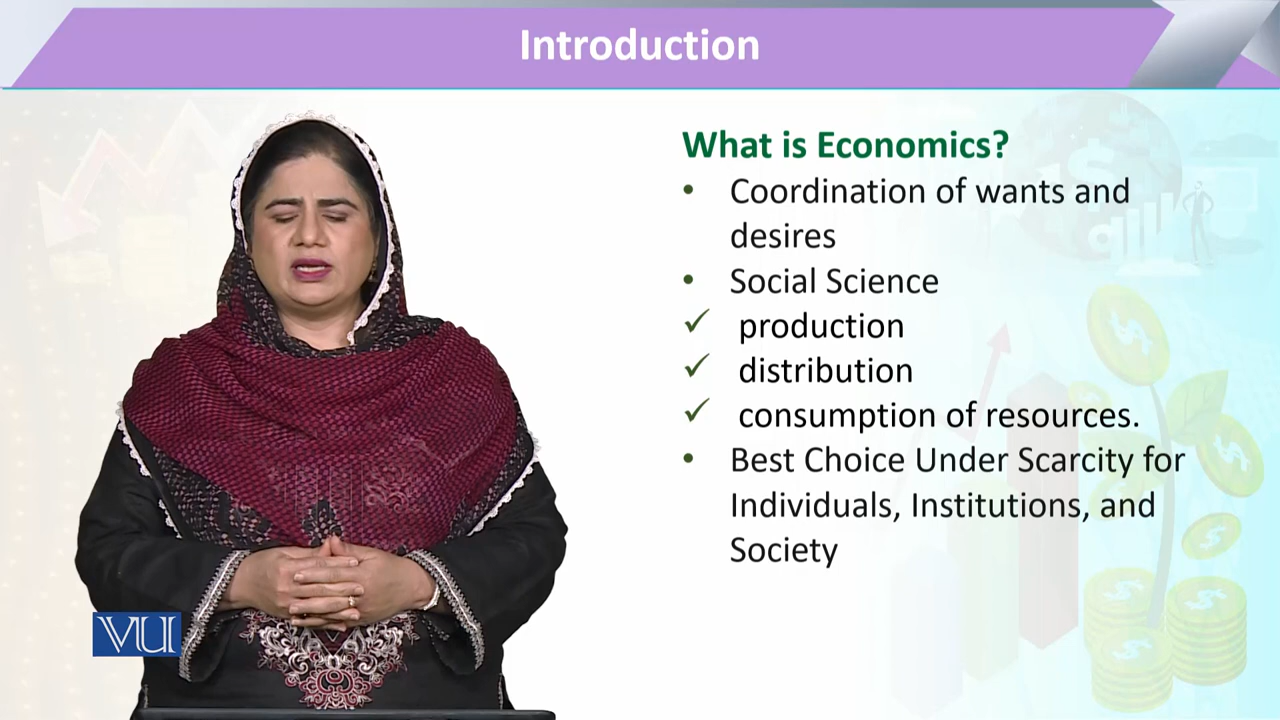 Introduction
What is Economics?
• Coordination of wants and
desires
• Social Science
✓ production
✓ distribution
✓ consumption of resources.
• Best Choice Under Scarcity for
Individuals, Institutions, and
Society
VU